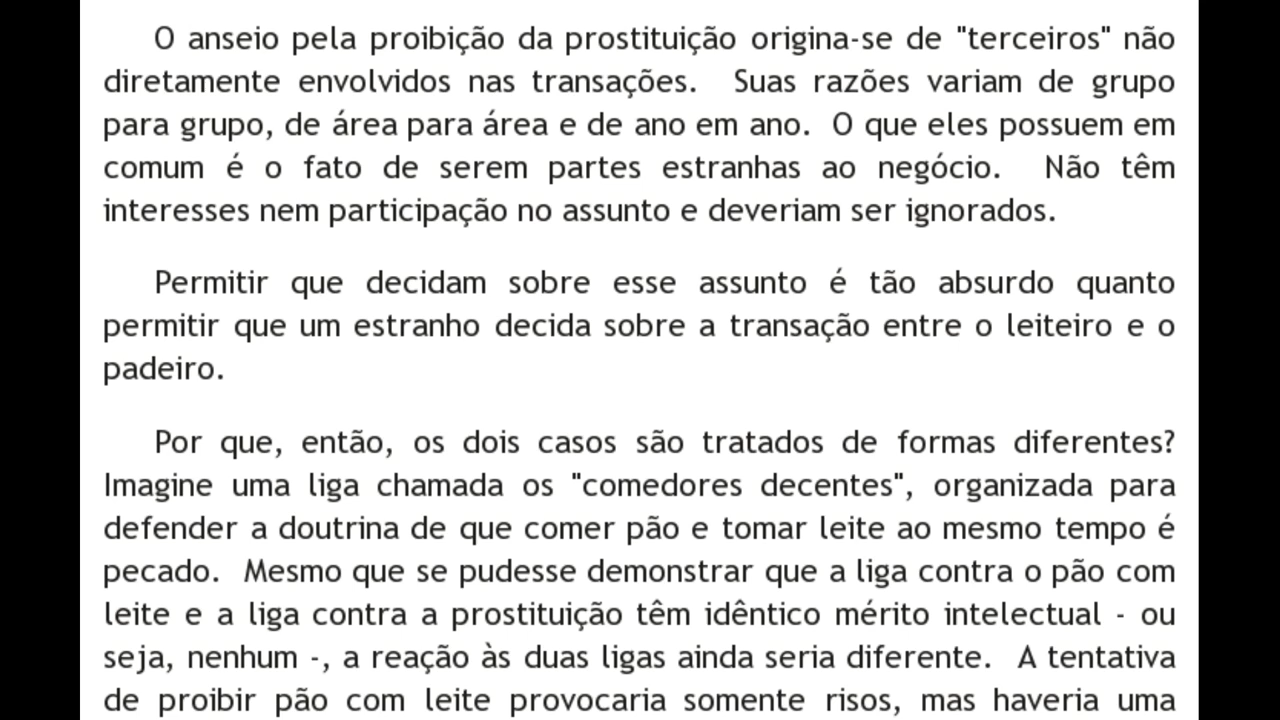 O anseio pela proibição da prostituição origina-se de "terceiros" não
diretamente envolvidos nas transações.  Suas razões variam de grupo
para grupo, de área para área e de ano em ano.  O que eles possuem em
comum é o fato de serem partes estranhas ao negócio.  Não têm
interesses nem participação no assunto e deveriam ser ignorados.
Permitir que decidam sobre esse assunto é tão absurdo quanto
permitir que um estranho decida sobre a transação entre o leiteiro e o
padeiro.
Por que, então, os dois casos são tratados de formas diferentes?
Imagine uma liga chamada os "comedores decentes", organizada para
defender a doutrina de que comer pão e tomar leite ao mesmo tempo é
pecado.  Mesmo que se pudesse demonstrar que a liga contra o pão com
leite e a liga contra a prostituição têm idêntico mérito intelectual - ou
seja, nenhum -, a reação às duas ligas ainda seria diferente.  A tentativa
de proibir pão com leite provocaria somente risos, mas haveria uma